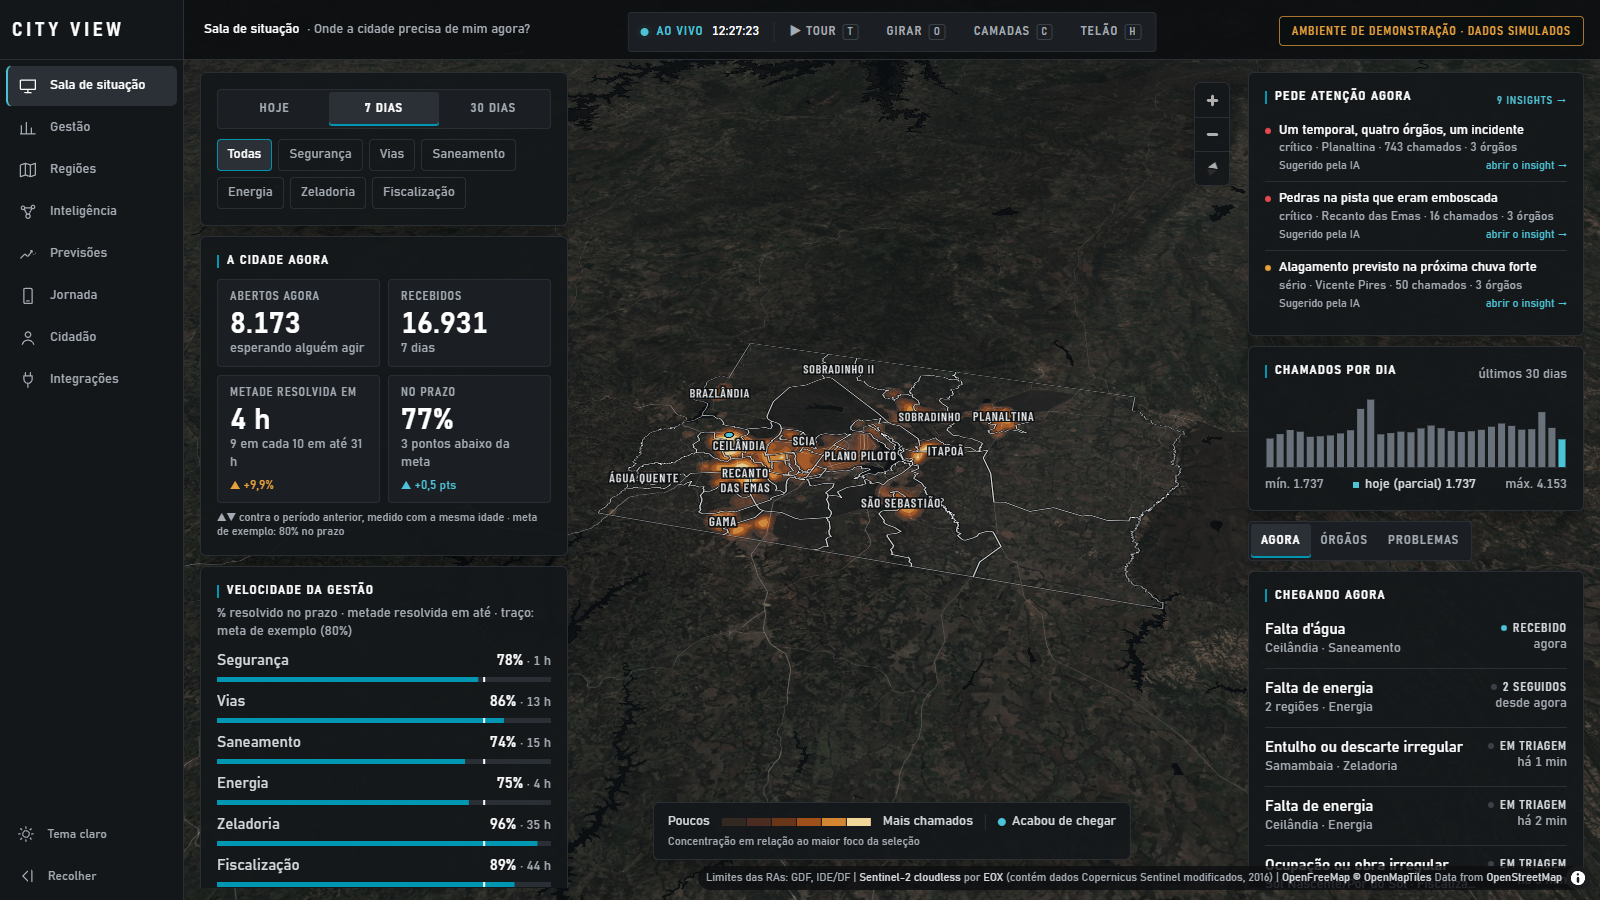 CITY VIEW
Sala de situação
Gestão
Regiões
Inteligência
Previsões
Jornada
Cidadão
Integrações
Tema claro
Recolher
Sala de situação · Onde a cidade precisa de mim agora?
AO VIVO 12:27:23
TOUR T
GIRAR O
CAMADAS C
TELÃO H
AMBIENTE DE DEMONSTRAÇÃO · DADOS SIMULADOS
HOJE
7 DIAS
30 DIAS
Todas
Segurança
Vias
Saneamento
Energia
Zeladoria
Fiscalização
A CIDADE AGORA
ABERTOS AGORA
8.173
esperando alguém agir
RECEBIDOS
16.931
7 dias
METADE RESOLVIDA EM
4 h
9 em cada 10 em até 31
h
▲ +9,9%
NO PRAZO
77%
3 pontos abaixo da
meta
▲ +0,5 pts
▲▼ contra o período anterior, medido com a mesma idade · meta
de exemplo: 80% no prazo
VELOCIDADE DA GESTÃO
% resolvido no prazo · metade resolvida em até · traço:
meta de exemplo (80%)
Segurança 78% · 1 h
Vias 86% · 13 h
Saneamento 74% · 15 h
Energia 75% · 4 h
Zeladoria 96% · 35 h
Fiscalização 89% · 44 h
SOBRADINHO II
BRAZLÂNDIA
SOBRADINHO
PLANALTINA
CEILÂNDIA
SCIA
PLANO PILOTO
ITAPOÃ
ÁGUA QUENTE
RECANTO
DAS EMAS
SÃO SEBASTIÃO
GAMA
Poucos
Mais chamados
Acabou de chegar
Concentração em relação ao maior foco da seleção
PEDE ATENÇÃO AGORA
9 INSIGHTS →
Um temporal, quatro órgãos, um incidente
crítico · Planaltina · 743 chamados · 3 órgãos
Sugerido pela IA
abrir o insight →
Pedras na pista que eram emboscada
crítico · Recanto das Emas · 16 chamados · 3 órgãos
Sugerido pela IA
abrir o insight →
Alagamento previsto na próxima chuva forte
sério · Vicente Pires · 50 chamados · 3 órgãos
Sugerido pela IA
abrir o insight →
CHAMADOS POR DIA
últimos 30 dias
mín. 1.737
hoje (parcial) 1.737
máx. 4.153
AGORA
ÓRGÃOS
PROBLEMAS
CHEGANDO AGORA
Falta d'água
RECEBIDO
Ceilândia · Saneamento
agora
Falta de energia
2 SEGUIDOS
2 regiões · Energia
desde agora
Entulho ou descarte irregular
EM TRIAGEM
Samambaia · Zeladoria
há 1 min
Falta de energia
EM TRIAGEM
Ceilândia · Energia
há 2 min
Ocupação ou obra irregular
EM TRIAGEM
Limites das RAs: GDF, IDE/DF | Sentinel-2 cloudless por EOX (contém dados Copernicus Sentinel modificados, 2016) | OpenFreeMap © OpenMapTiles Data from OpenStreetMap